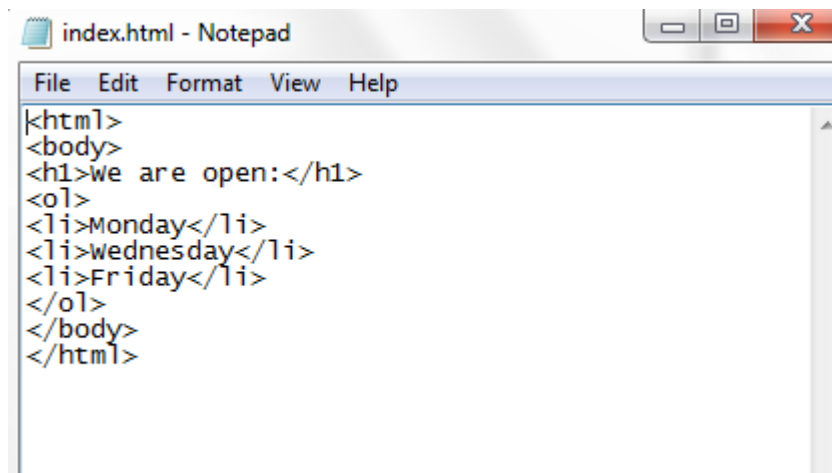 index.html - Notepad
File Edit Format View Help
<html>
<body>
<h1>We are open:</h1>
<ol>
<li>Monday</li>
<li>Wednesday</li>
<li>Friday</li>
</ol>
</body>
</html>